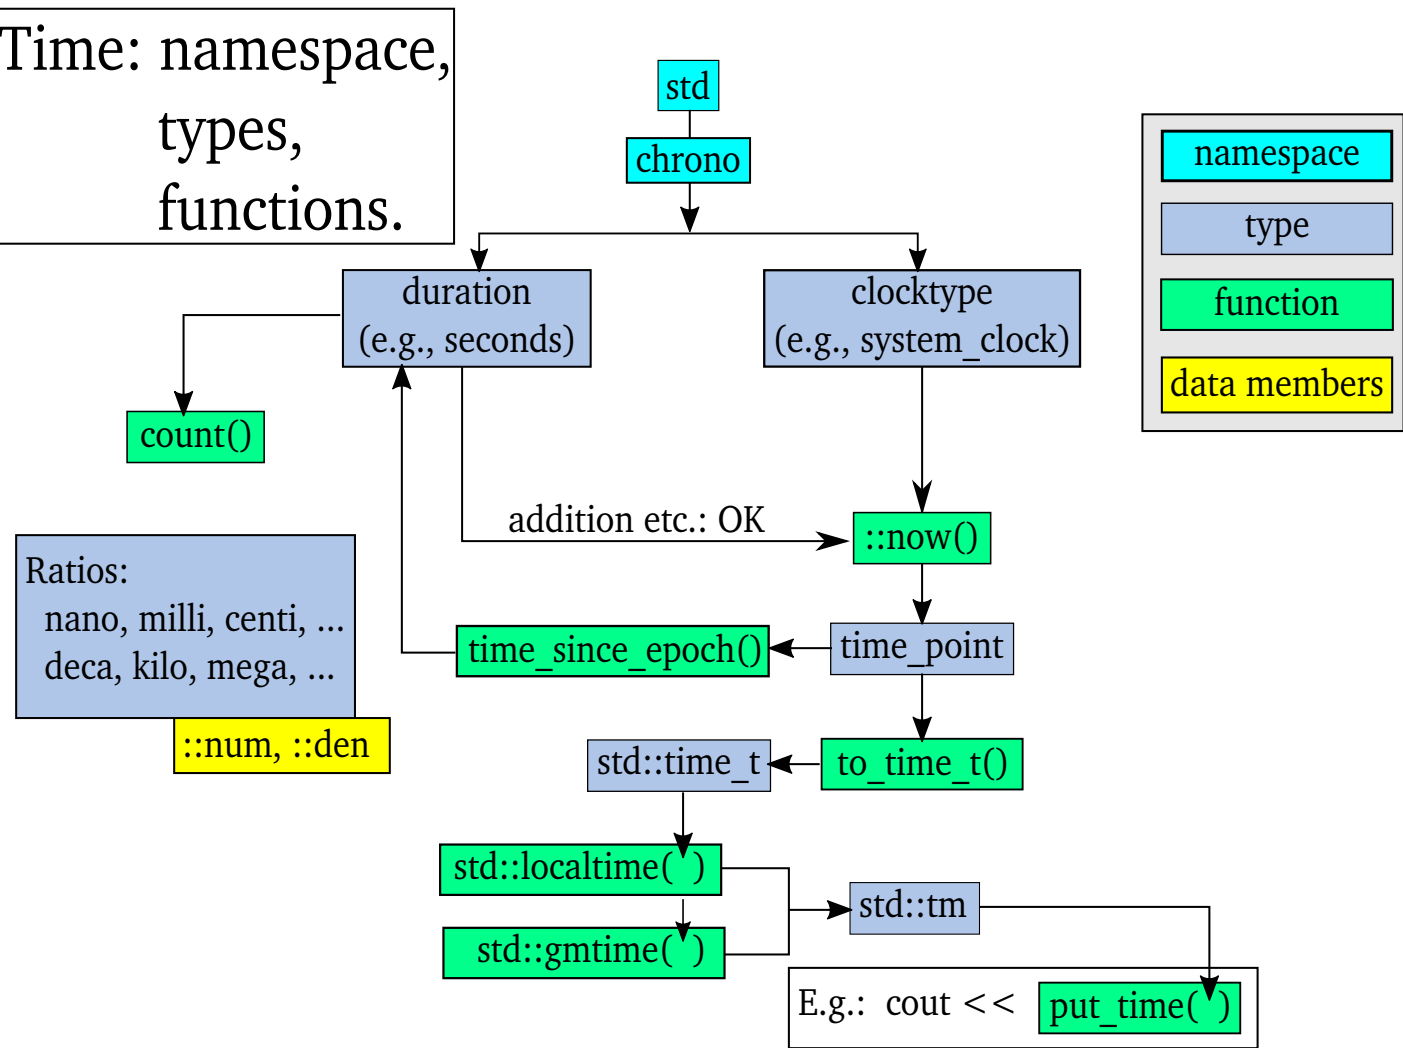 Time: namespace,
types,
functions.
std
chrono
namespace
type
function
data members
duration
(e.g., seconds)
clocktype
(e.g., system_clock)
count()
addition etc.: OK
::now()
Ratios:
nano, milli, centi, ...
deca, kilo, mega, ...
::num, ::den
time_since_epoch()
time_point
std::time_t
to_time_t()
std::localtime( )
std::gmtime( )
std::tm
E.g.: cout << put_time( )